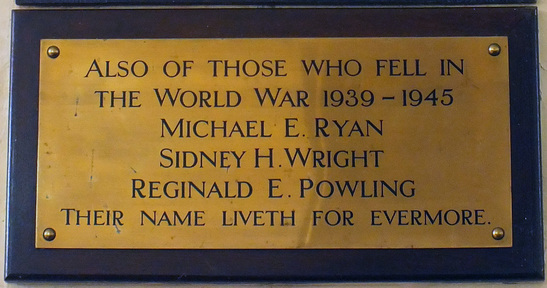 Also of those who fell in
the World War 1939 – 1945
Michael E. Ryan
Sidney H. Wright
Reginald E. Powling
Their name liveth for evermore.